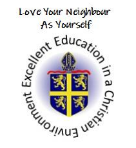 Love Your Neighbour
As Yourself
Excellent Education in a Christian Environment